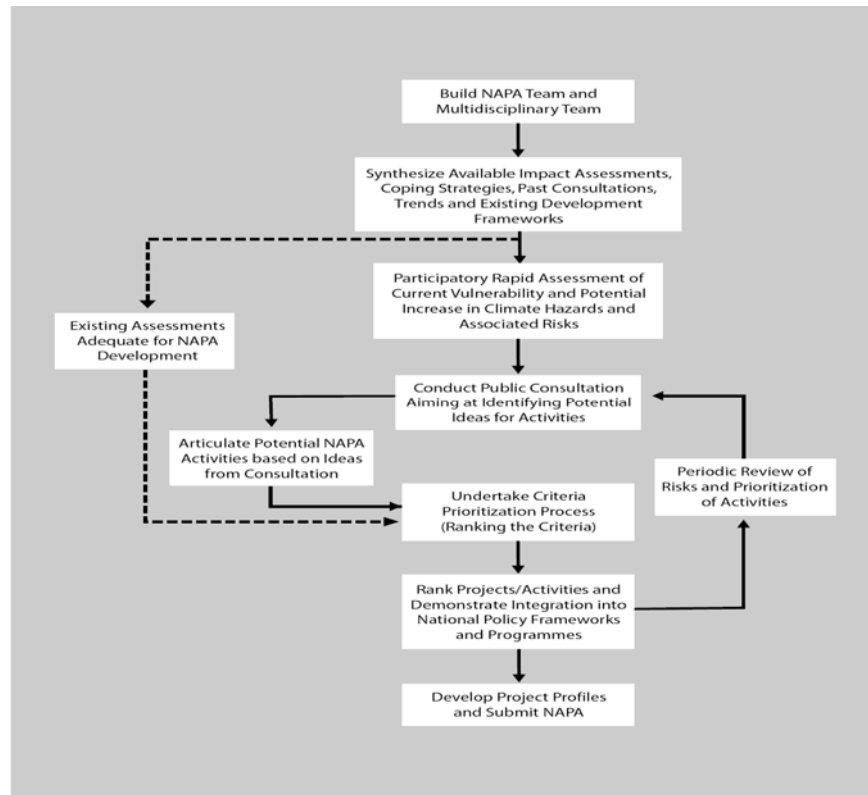 Build NAPA Team and
Multidisciplinary Team
Synthesize Available Impact Assessments,
Coping Strategies, Past Consultations,
Trends and Existing Development
Frameworks
Participatory Rapid Assessment of
Current Vulnerability and Potential
Increase in Climate Hazards and
Associated Risks
Existing Assessments
Adequate for NAPA
Development
Conduct Public Consultation
Aiming at Identifying Potential
Ideas for Activities
Articulate Potential NAPA
Activities based on Ideas
from Consultation
Periodic Review of
Risks and Prioritization
of Activities
Undertake Criteria
Prioritization Process
(Ranking the Criteria)
Rank Projects/Activities and
Demonstrate Integration into
National Policy Frameworks
and Programmes
Develop Project Profiles
and Submit NAPA